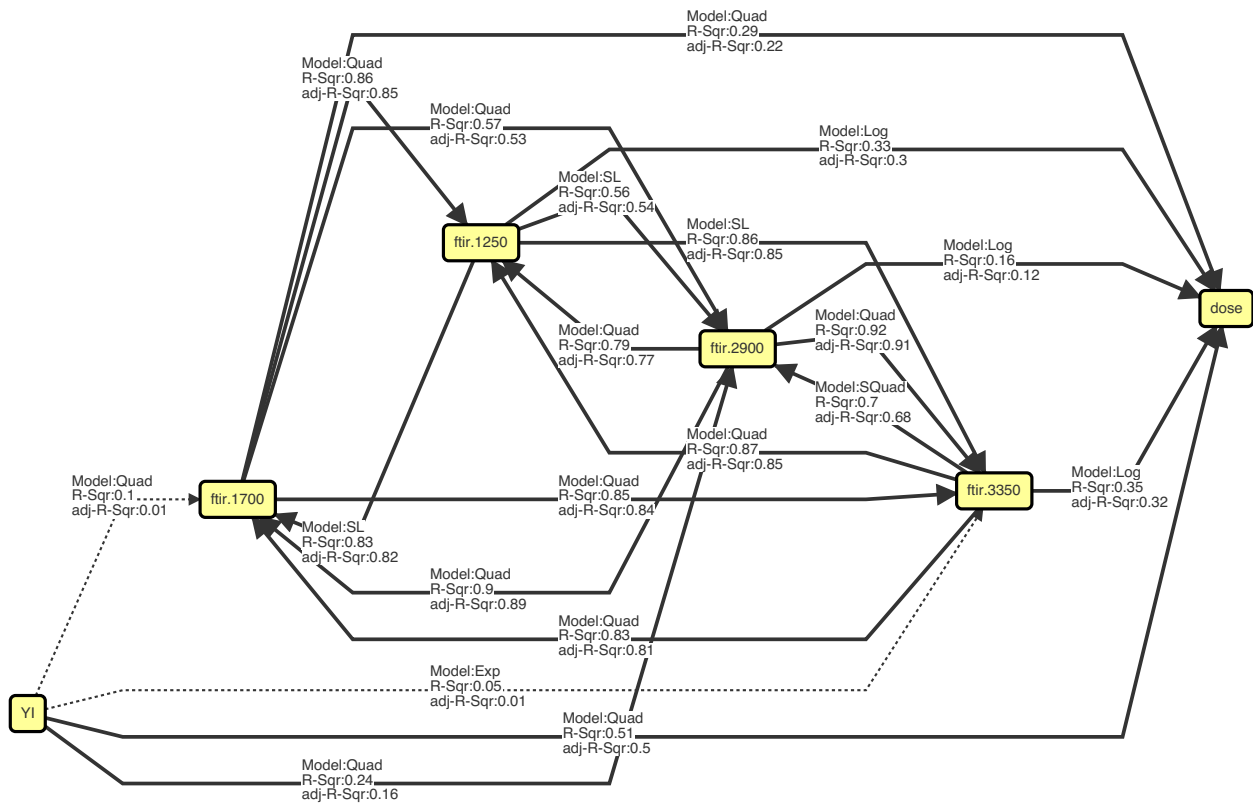 Model:Quad
R-Sqr:0.29
adj-R-Sqr:0.22
Model:Quad
R-Sqr:0.86
adj-R-Sqr:0.85
Model:Quad
R-Sqr:0.57
adj-R-Sqr:0.53
Model:Log
R-Sqr:0.33
adj-R-Sqr:0.3
Model:SL
R-Sqr:0.56
adj-R-Sqr:0.54
ftir.1250
Model:SL
R-Sqr:0.86
adj-R-Sqr:0.85
Model:Log
R-Sqr:0.16
adj-R-Sqr:0.12
dose
Model:Quad
R-Sqr:0.79
adj-R-Sqr:0.77
ftir.2900
Model:Quad
R-Sqr:0.92
adj-R-Sqr:0.91
Model:SQuad
R-Sqr:0.7
adj-R-Sqr:0.68
Model:Quad
R-Sqr:0.87
adj-R-Sqr:0.85
Model:Quad
R-Sqr:0.1
adj-R-Sqr:0.01
ftir.1700
Model:Quad
R-Sqr:0.85
adj-R-Sqr:0.84
ftir.3350
Model:Log
R-Sqr:0.35
adj-R-Sqr:0.32
Model:SL
R-Sqr:0.83
adj-R-Sqr:0.82
Model:Quad
R-Sqr:0.9
adj-R-Sqr:0.89
Model:Quad
R-Sqr:0.83
adj-R-Sqr:0.81
Model:Exp
R-Sqr:0.05
adj-R-Sqr:0.01
YI
Model:Quad
R-Sqr:0.51
adj-R-Sqr:0.5
Model:Quad
R-Sqr:0.24
adj-R-Sqr:0.16